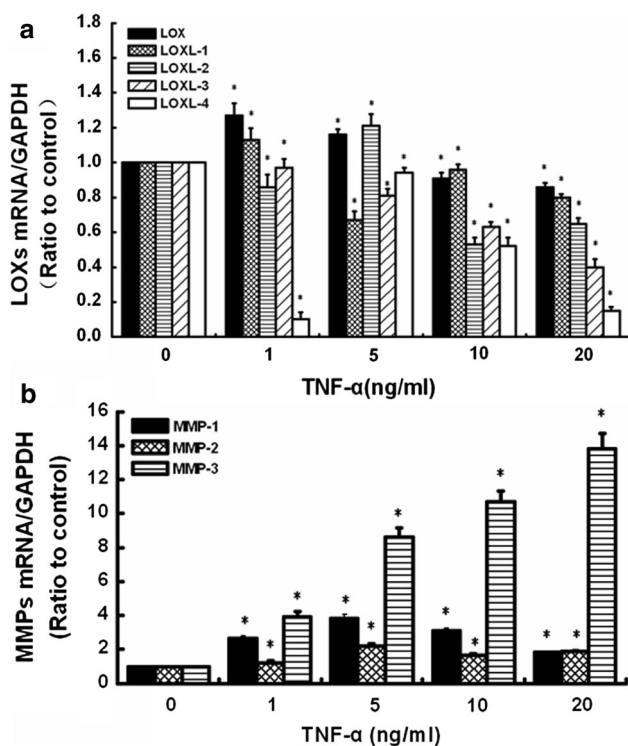 a
LOXs mRNA/GAPDH
(Ratio to control)
1.8
1.6
1.4
1.2
1.0
0.8
0.6
0.4
0.2
0.0
LOX
LOXL-1
LOXL-2
LOXL-3
LOXL-4
* * * *
*
* * * * *
* * * * *
* * * * *
0 1 5 10 20
TNF-α(ng/ml)
b
MMPs mRNA/GAPDH
(Ratio to control)
16
14
12
10
8
6
4
2
0
MMP-1
MMP-2
MMP-3
* * *
* * *
* * *
* * *
0 1 5 10 20
TNF-α (ng/ml)